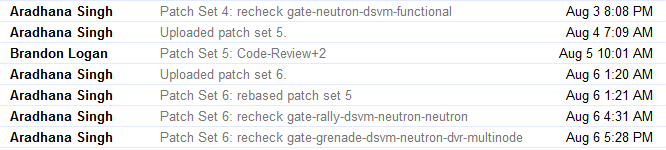 Aradhana Singh Patch Set 4: recheck gate-neutron-dsvm-functional Aug 3 8:08 PM
Aradhana Singh Uploaded patch set 5. Aug 4 7:09 AM
Brandon Logan Patch Set 5: Code-Review+2 Aug 5 10:01 AM
Aradhana Singh Uploaded patch set 6. Aug 6 1:20 AM
Aradhana Singh Patch Set 6: rebased patch set 5 Aug 6 1:21 AM
Aradhana Singh Patch Set 6: recheck gate-rally-dsvm-neutron-neutron Aug 6 4:31 AM
Aradhana Singh Patch Set 6: recheck gate-grenade-dsvm-neutron-dvr-multinode Aug 6 5:28 PM